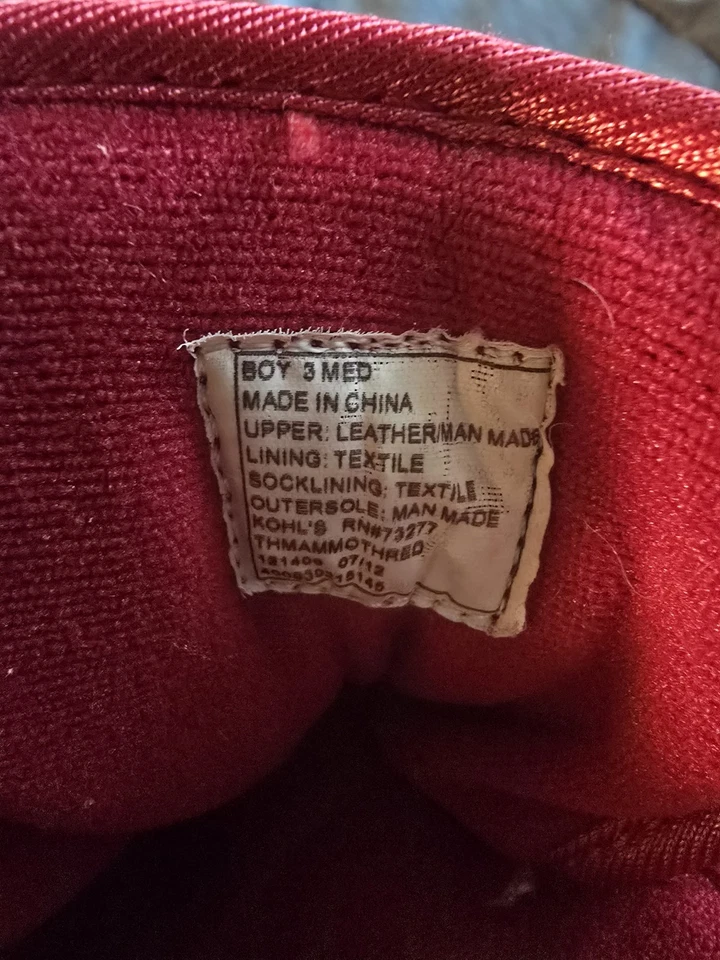 BOY 3 MED
MADE IN CHINA
UPPER: LEATHER/MAN MADE
LINING: TEXTILE
SOCKLINING: TEXTILE
OUTERSOLE: MAN MADE
KOHL'S RN#73277
THMAMMOTHRED
121409 07/12